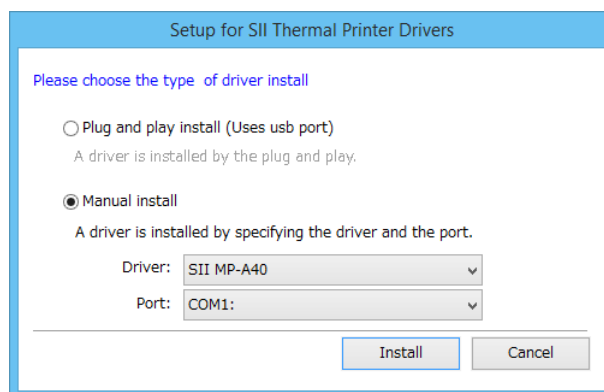 Setup for SII Thermal Printer Drivers
Please choose the type of driver install
Plug and play install (Uses usb port)
A driver is installed by the plug and play.
Manual install
A driver is installed by specifying the driver and the port.
Driver: SII MP-A40
Port: COM1:
Install Cancel